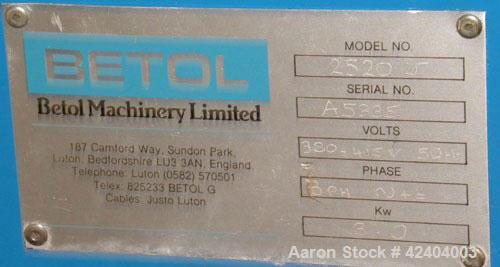 BETOL
Betol Machinery Limited
187 Camford Way, Sundon Park,
Luton, Bedfordshire LU3 3AN, England
Telephone: Luton (0582) 570501
Telex: 825233 BETOL G
Cables: Justo Luton
MODEL NO.
2520 J
SERIAL NO.
A5335
VOLTS
380-415V 50Hz
PHASE
3PH N+E
Kw
Aaron Stock # 42404003